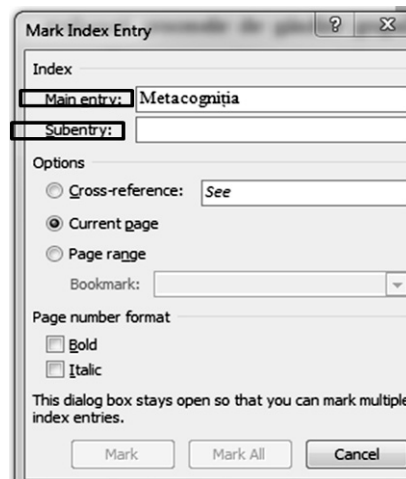 Mark Index Entry
Index
Main entry: Metacogniția
Subentry:
Options
Cross-reference: See
Current page
Page range
Bookmark:
Page number format
Bold
Italic
This dialog box stays open so that you can mark multiple
index entries.
Mark Mark All Cancel